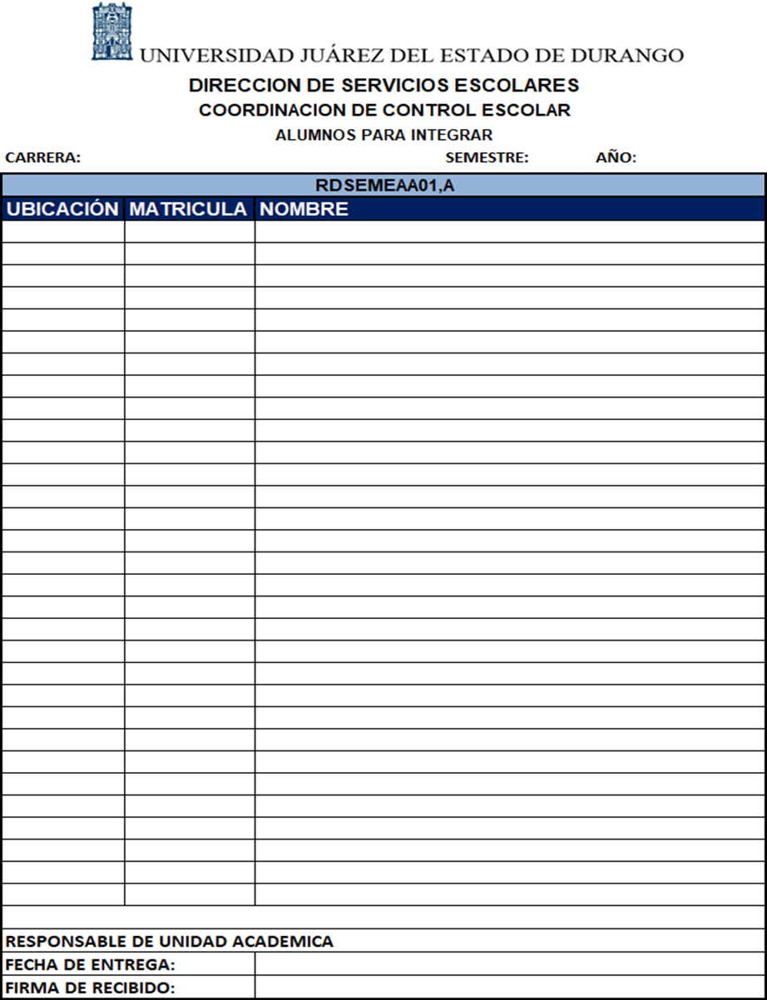 UNIVERSIDAD JUÁREZ DEL ESTADO DE DURANGO
DIRECCION DE SERVICIOS ESCOLARES
COORDINACION DE CONTROL ESCOLAR
ALUMNOS PARA INTEGRAR
CARRERA: SEMESTRE: AÑO:
RDSEMEAA01,A
UBICACIÓN MATRICULA NOMBRE
RESPONSABLE DE UNIDAD ACADEMICA
FECHA DE ENTREGA:
FIRMA DE RECIBIDO: